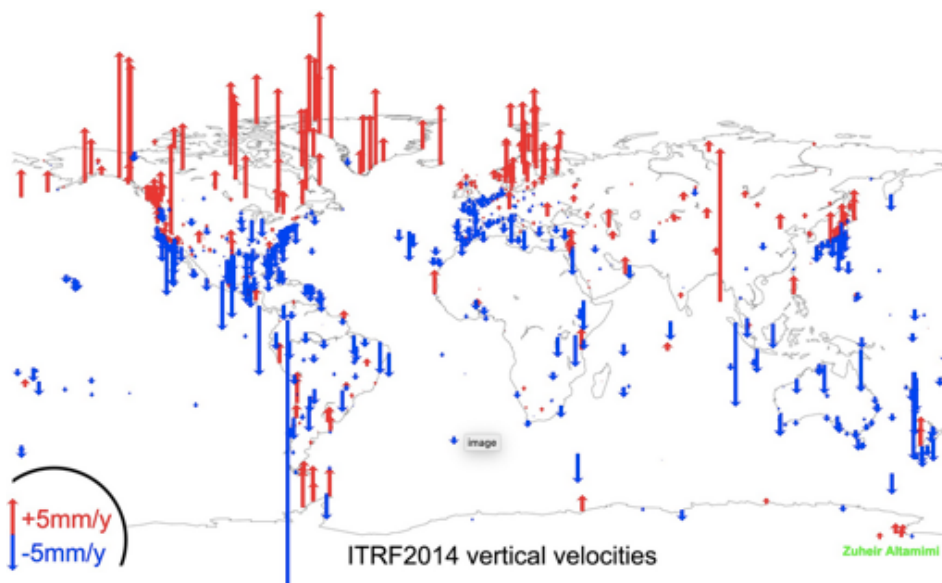 image
+5mm/y
-5mm/y
ITRF2014 vertical velocities
Zuheir Altamimi